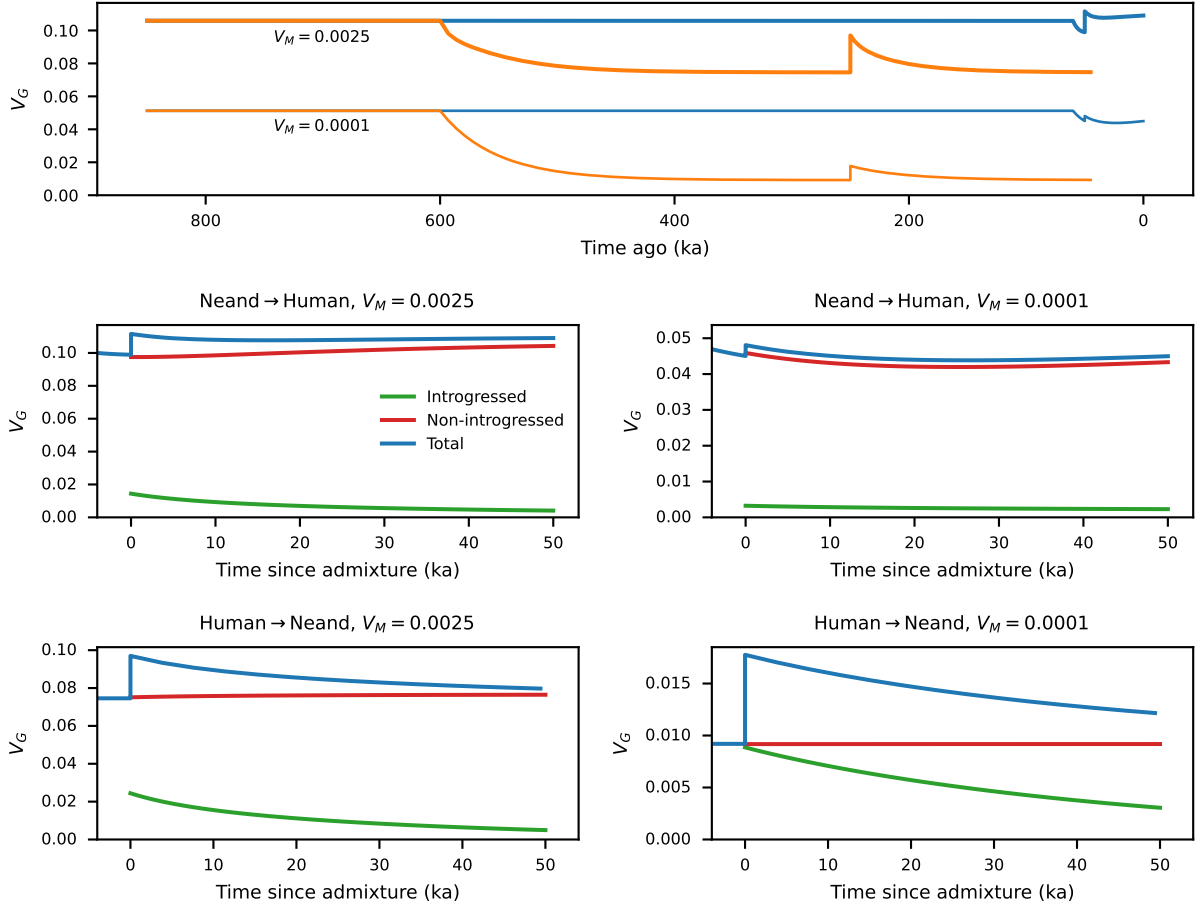 0.10
0.08
0.06
0.04
0.02
0.00
V_G
V_M = 0.0025
V_M = 0.0001
800 600 400 200 0
Time ago (ka)
Neand → Human, V_M = 0.0025
0.10
0.08
0.06
0.04
0.02
0.00
V_G
Introgressed
Non-introgressed
Total
0 10 20 30 40 50
Time since admixture (ka)
Neand → Human, V_M = 0.0001
0.05
0.04
0.03
0.02
0.01
0.00
V_G
0 10 20 30 40 50
Time since admixture (ka)
Human → Neand, V_M = 0.0025
0.10
0.08
0.06
0.04
0.02
0.00
V_G
0 10 20 30 40 50
Time since admixture (ka)
Human → Neand, V_M = 0.0001
0.015
0.010
0.005
0.000
V_G
0 10 20 30 40 50
Time since admixture (ka)